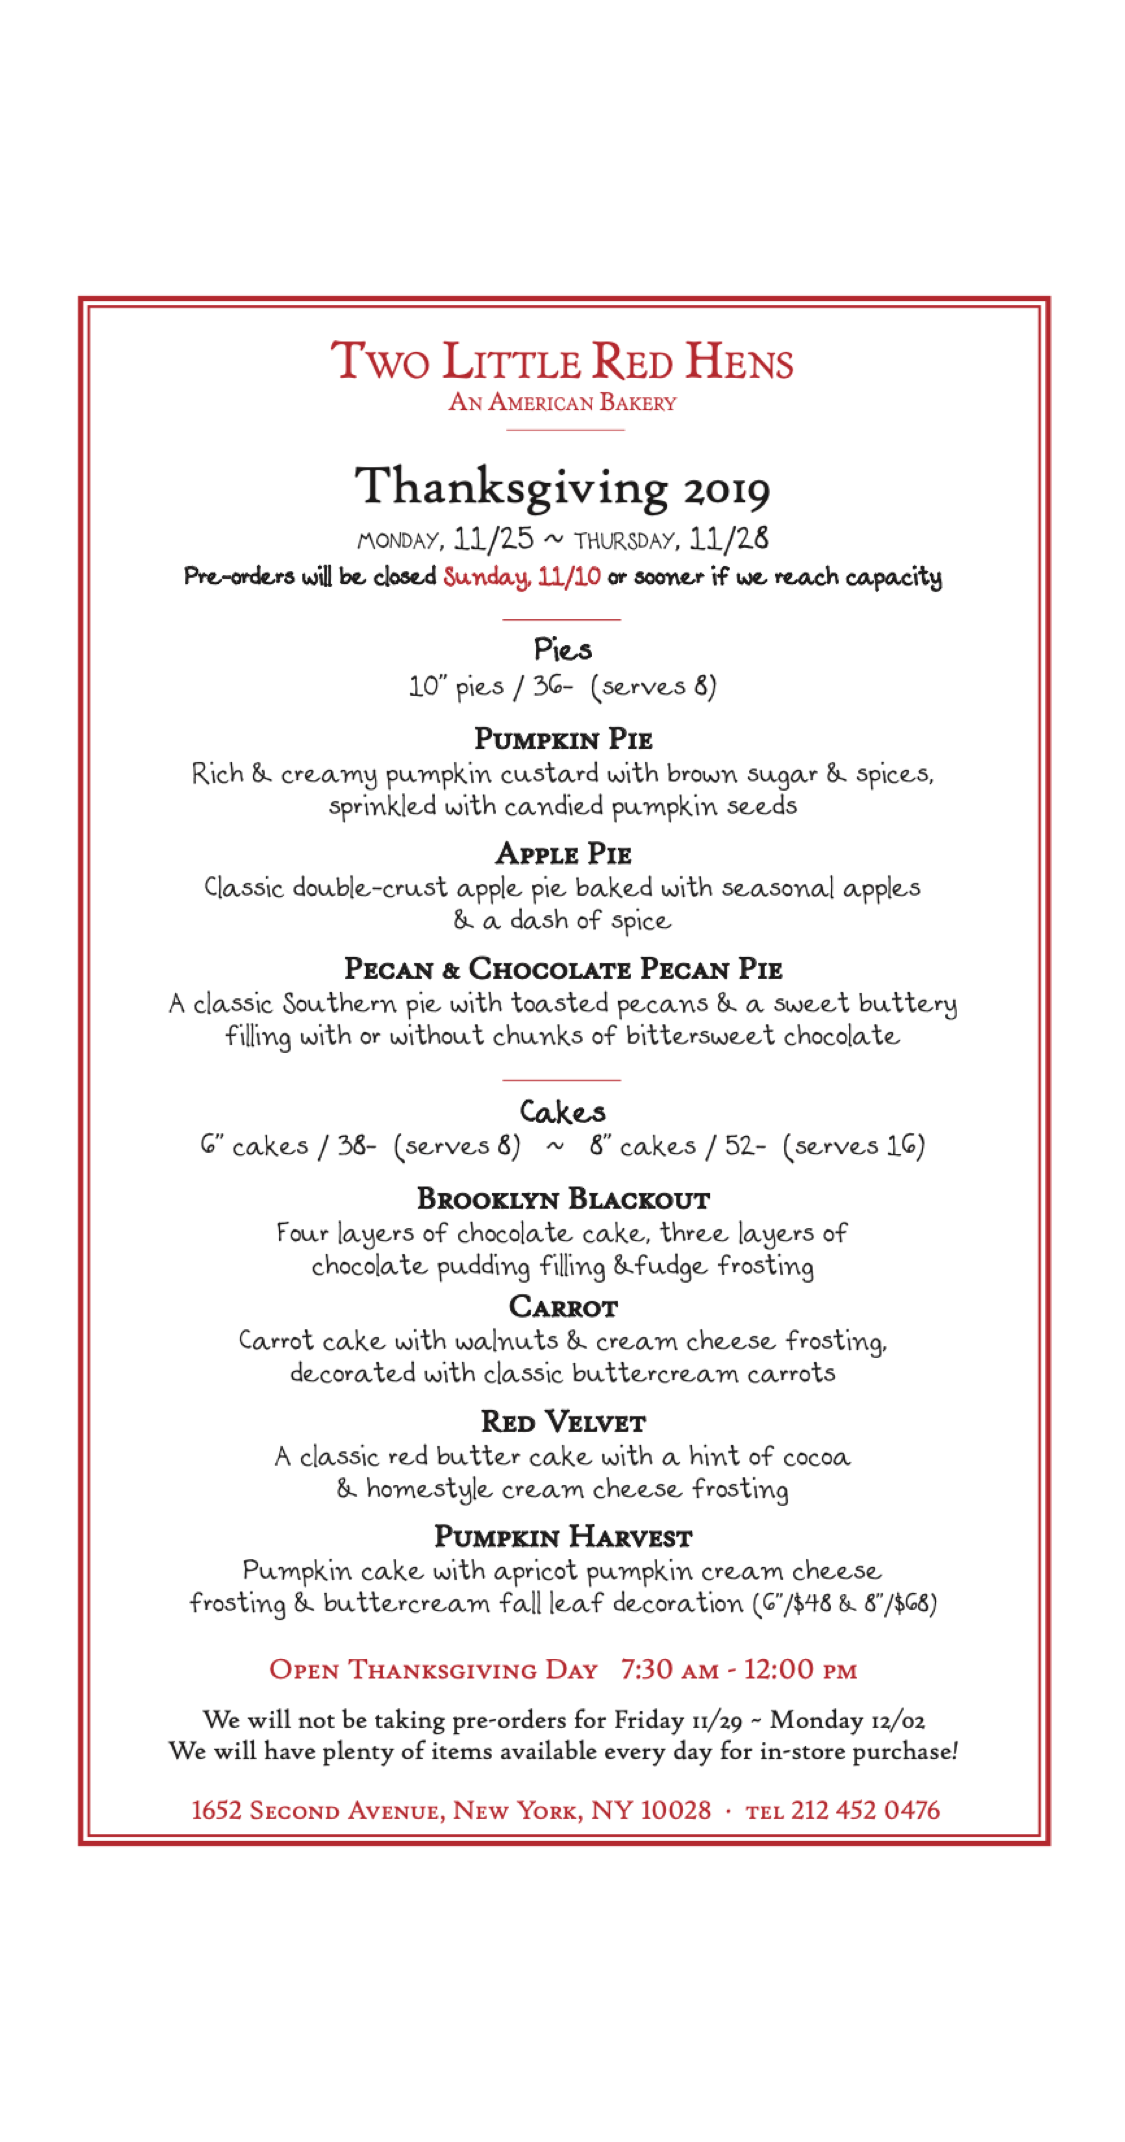 Two Little Red Hens
An American Bakery
Thanksgiving 2019
MONDAY, 11/25 ~ THURSDAY, 11/28
Pre-orders will be closed Sunday, 11/10 or sooner if we reach capacity
Pies
10" pies / 36- (serves 8)
Pumpkin Pie
Rich & creamy pumpkin custard with brown sugar & spices,
sprinkled with candied pumpkin seeds
Apple Pie
Classic double-crust apple pie baked with seasonal apples
& a dash of spice
Pecan & Chocolate Pecan Pie
A classic Southern pie with toasted pecans & a sweet buttery
filling with or without chunks of bittersweet chocolate
Cakes
6" cakes / 38- (serves 8) ~ 8" cakes / 52- (serves 16)
Brooklyn Blackout
Four layers of chocolate cake, three layers of
chocolate pudding filling &fudge frosting
Carrot
Carrot cake with walnuts & cream cheese frosting,
decorated with classic buttercream carrots
Red Velvet
A classic red butter cake with a hint of cocoa
& homestyle cream cheese frosting
Pumpkin Harvest
Pumpkin cake with apricot pumpkin cream cheese
frosting & buttercream fall leaf decoration (6"/$48 & 8"/$68)
Open Thanksgiving Day 7:30 am - 12:00 pm
We will not be taking pre-orders for Friday 11/29 ~ Monday 12/02
We will have plenty of items available every day for in-store purchase!
1652 Second Avenue, New York, NY 10028 · tel 212 452 0476